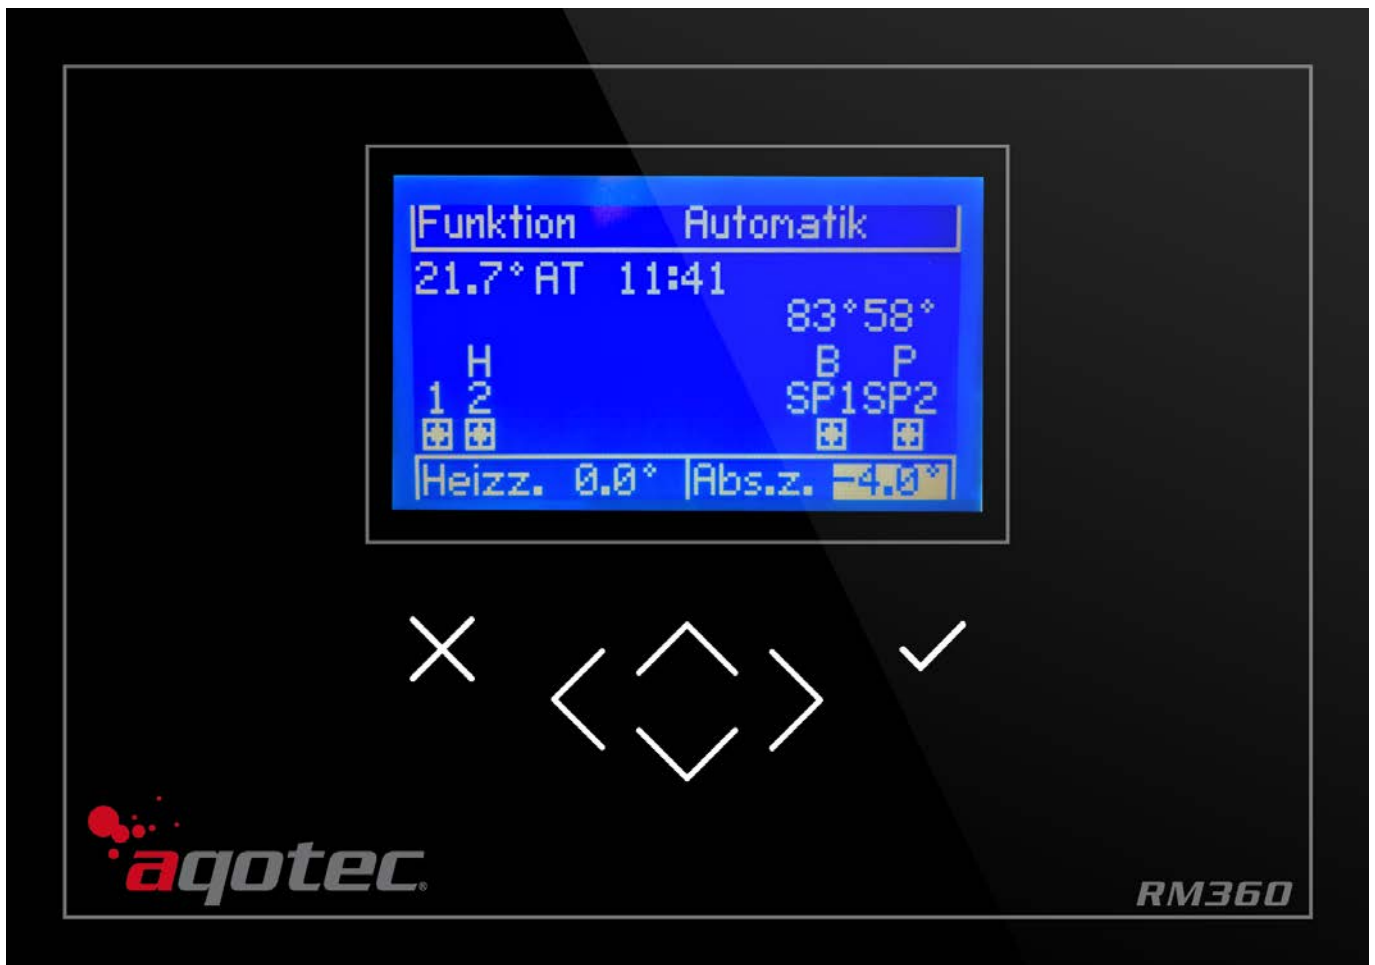 Funktion Automatik
21.7° AT 11:41
83°58°
H B P
1 2 SP1SP2
Heizz. 0.0° Abs.z. -4.0°
aqotec®
RM360